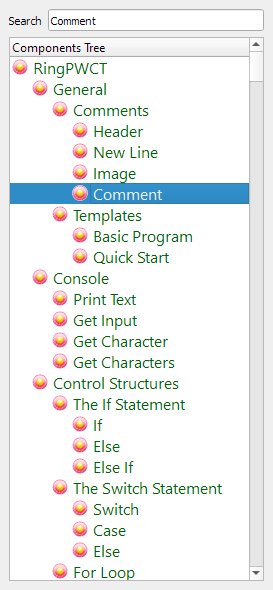 Search Comment
Components Tree
RingPWCT
General
Comments
Header
New Line
Image
Comment
Templates
Basic Program
Quick Start
Console
Print Text
Get Input
Get Character
Get Characters
Control Structures
The If Statement
If
Else
Else If
The Switch Statement
Switch
Case
Else
For Loop